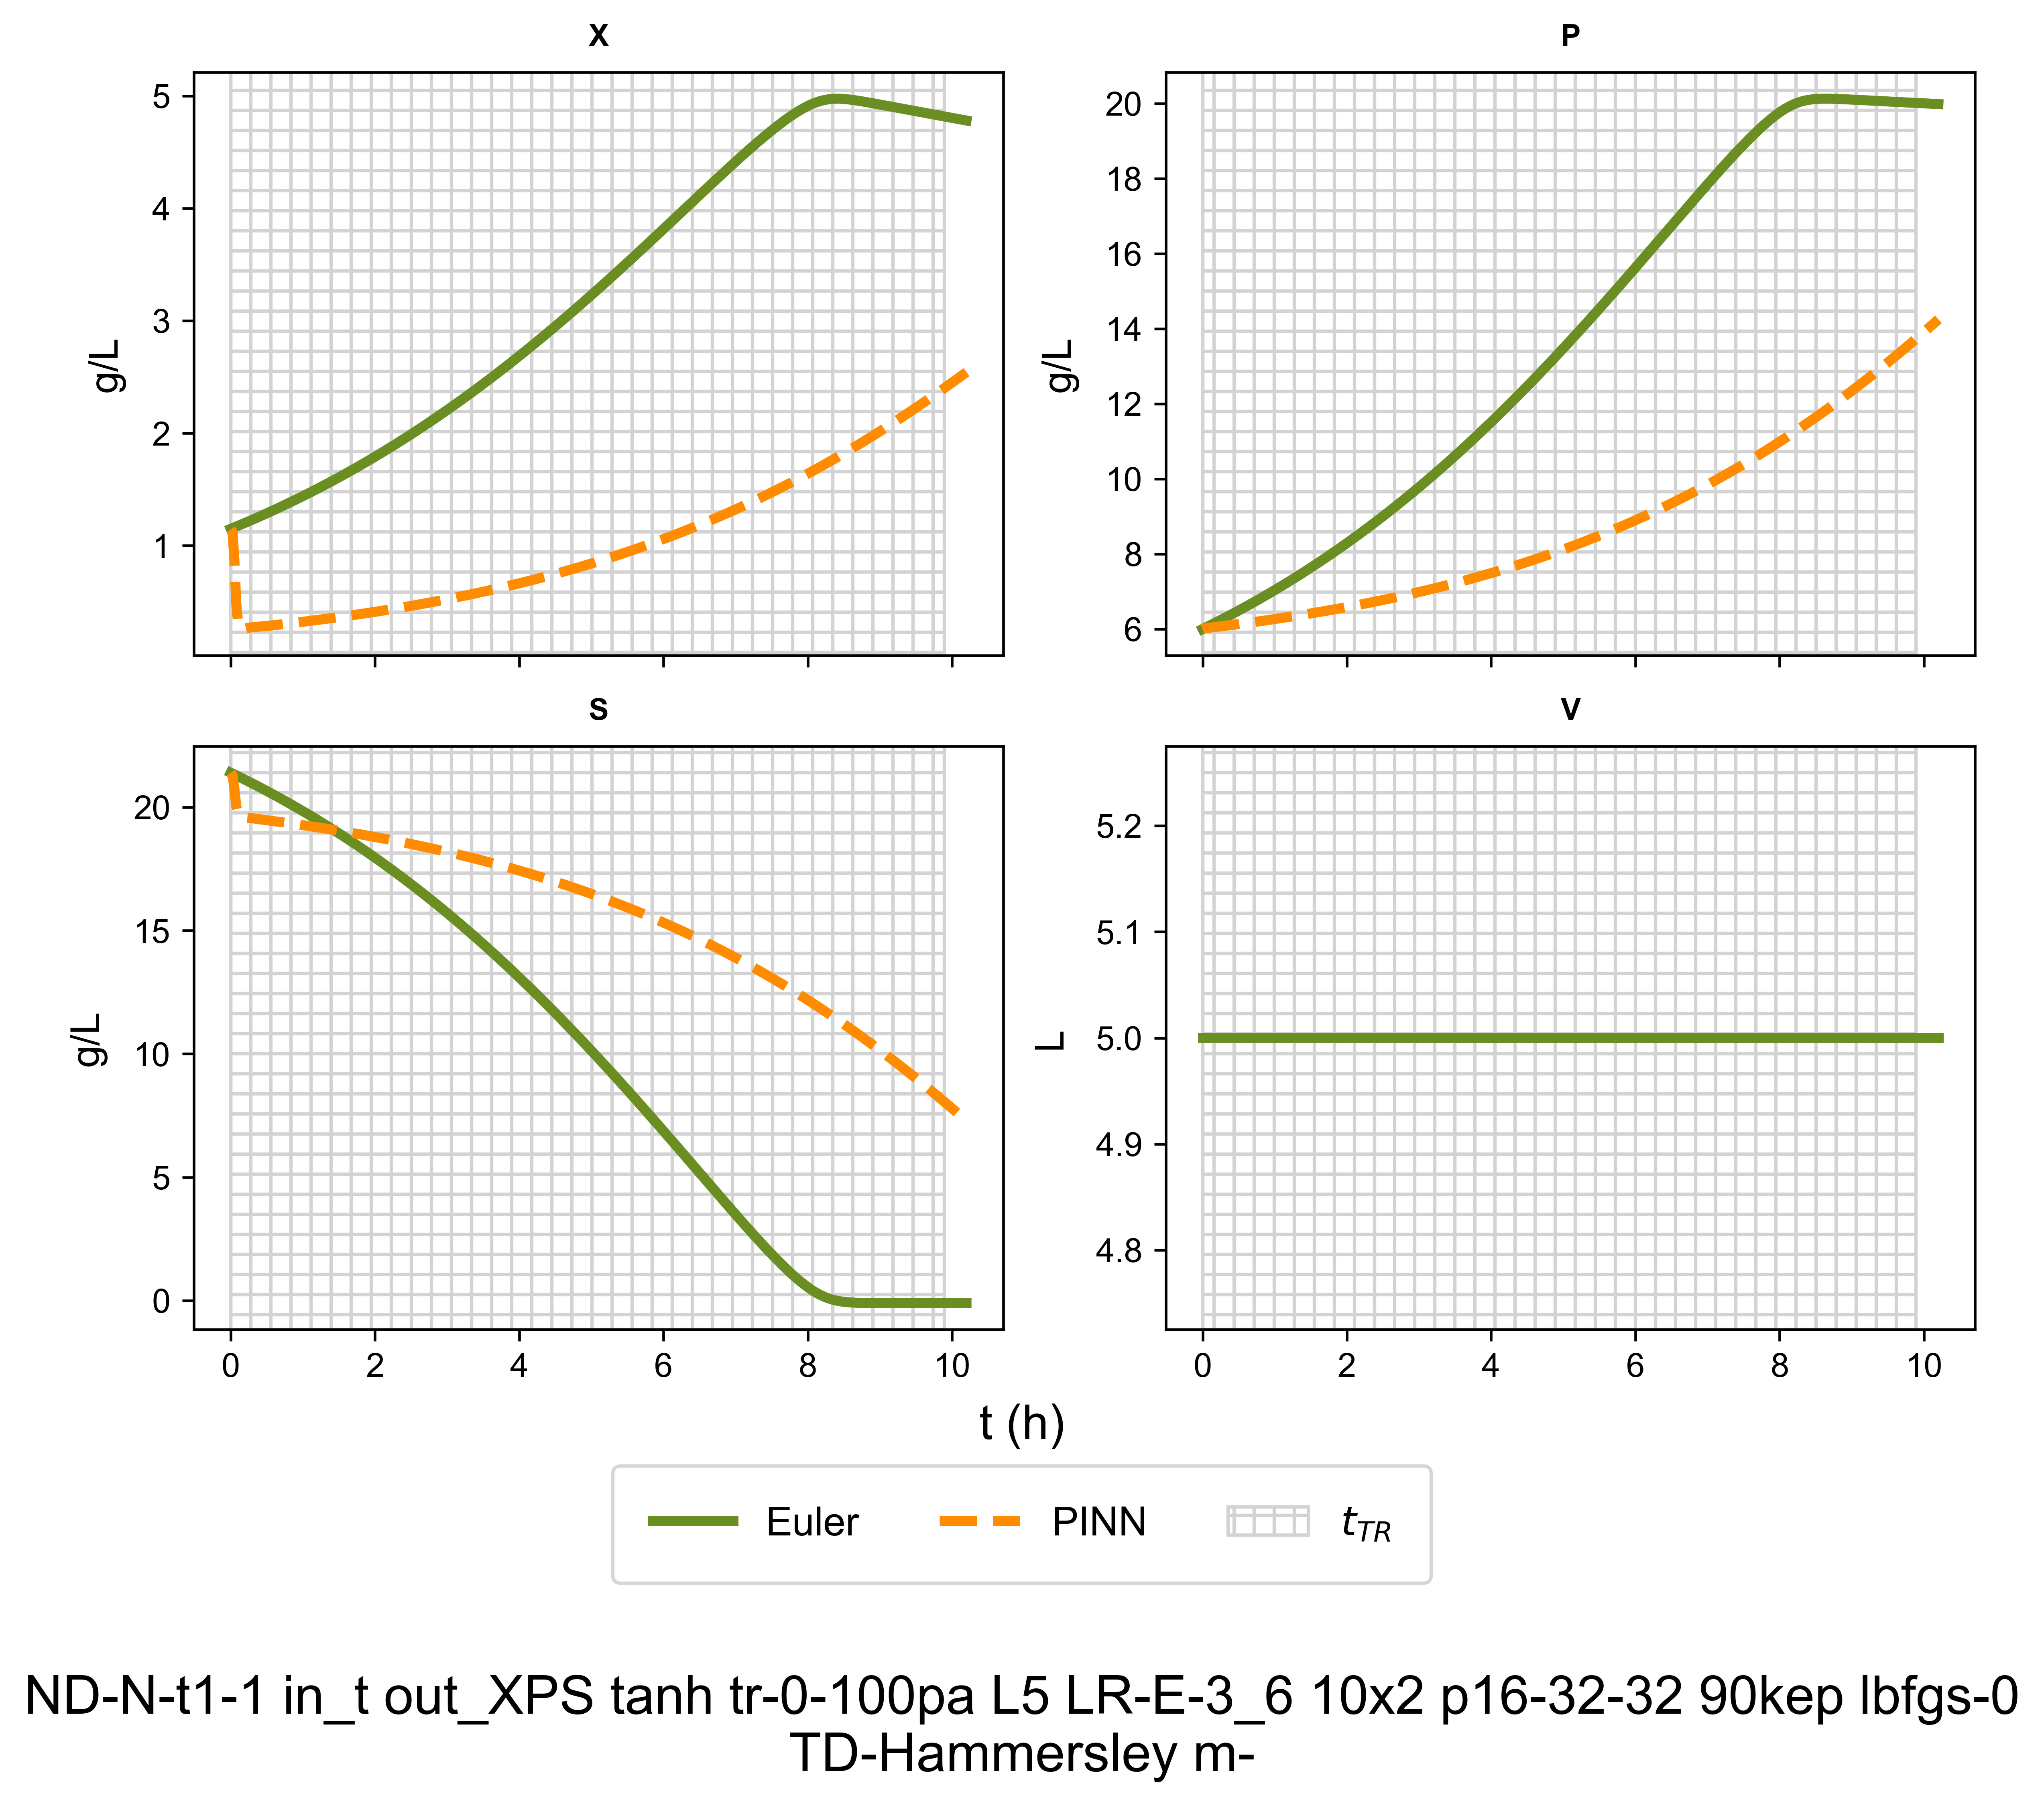 X
P
5
4
3
2
1
g/L
20
18
16
14
12
10
8
6
g/L
S
V
20
15
10
5
0
g/L
0 2 4 6 8 10
5.2
5.1
5.0
4.9
4.8
L
0 2 4 6 8 10
t (h)
Euler PINN tTR
ND-N-t1-1 in_t out_XPS tanh tr-0-100pa L5 LR-E-3_6 10x2 p16-32-32 90kep lbfgs-0
TD-Hammersley m-